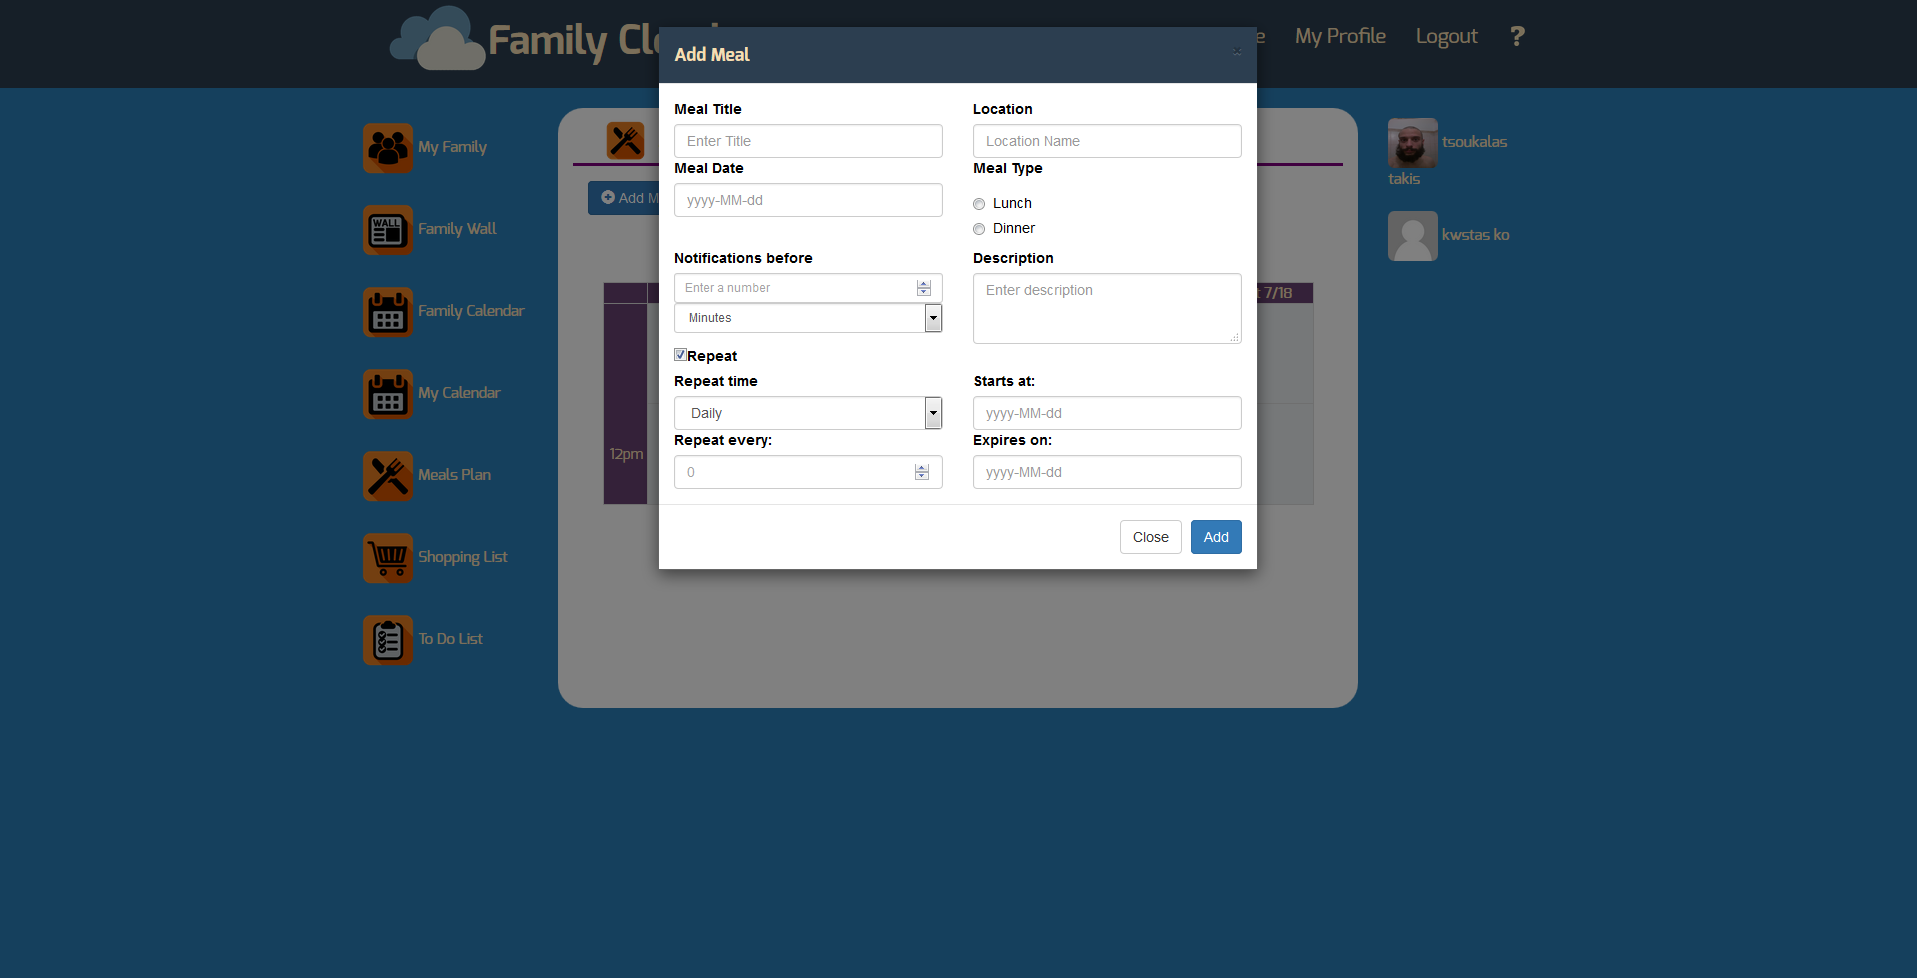 Family Cl
e
My Profile
Logout
?
Add Meal
×
My Family
WALL
Family Wall
Family Calendar
My Calendar
Meals Plan
Shopping List
To Do List
Add M
12pm
7/18
Meal Title
Enter Title
Location
Location Name
Meal Date
yyyy-MM-dd
Meal Type
Lunch
Dinner
Notifications before
Enter a number
Minutes
Description
Enter description
Repeat
Repeat time
Daily
Starts at:
yyyy-MM-dd
Repeat every:
0
Expires on:
yyyy-MM-dd
Close
Add
tsoukalas
takis
kwstas ko